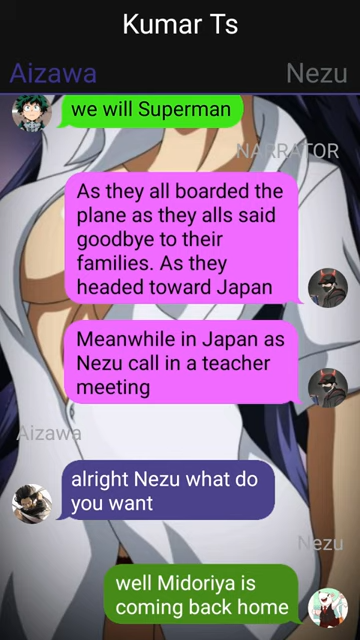 Kumar Ts
Aizawa
Nezu
we will Superman
NARRATOR
As they all boarded the
plane as they alls said
goodbye to their
families. As they
headed toward Japan
Meanwhile in Japan as
Nezu call in a teacher
meeting
Aizawa
alright Nezu what do
you want
Nezu
well Midoriya is
coming back home